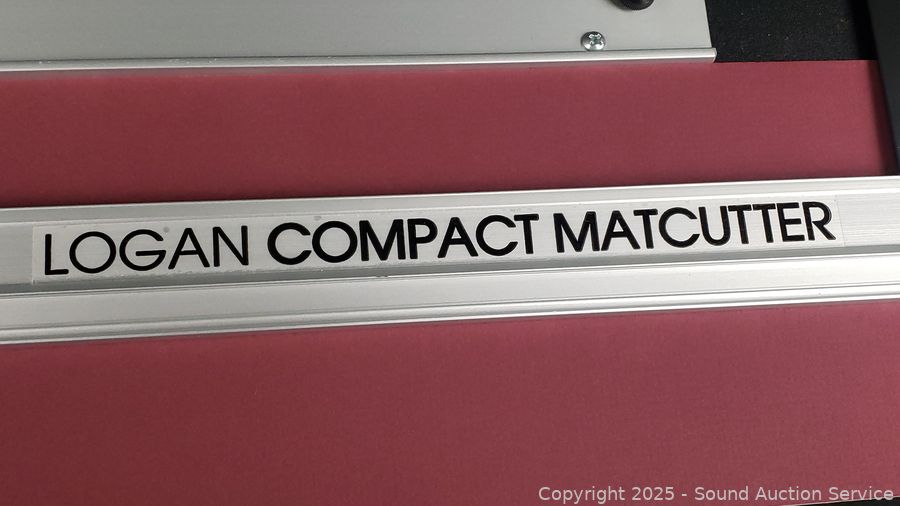 LOGAN COMPACT MATCUTTER
Copyright 2025 - Sound Auction Service